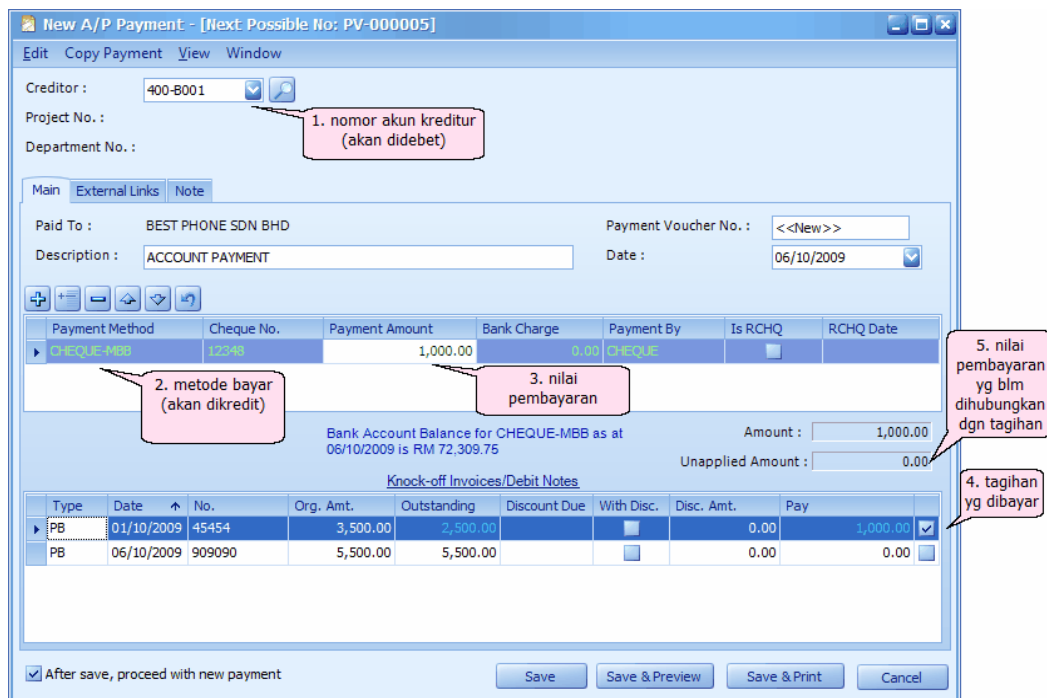 New A/P Payment - [Next Possible No: PV-000005]
Edit Copy Payment View Window
Creditor : 400-B001
1. nomor akun kreditur
(akan didebet)
Project No. :
Department No. :
Main External Links Note
Paid To : BEST PHONE SDN BHD Payment Voucher No. : <<New>>
Description : ACCOUNT PAYMENT Date : 06/10/2009
Payment Method Cheque No. Payment Amount Bank Charge Payment By Is RCHQ RCHQ Date
CHEQUE-MBB 12348 1,000.00 0.00 CHEQUE
2. metode bayar
(akan dikredit)
3. nilai
pembayaran
5. nilai
pembayaran
yg blm
dihubungkan
dgn tagihan
Bank Account Balance for CHEQUE-MBB as at
06/10/2009 is RM 72,309.75
Amount : 1,000.00
Unapplied Amount : 0.00
Knock-off Invoices/Debit Notes
4. tagihan
yg dibayar
Type Date No. Org. Amt. Outstanding Discount Due With Disc. Disc. Amt. Pay
PB 01/10/2009 45454 3,500.00 2,500.00 0.00 1,000.00
PB 06/10/2009 909090 5,500.00 5,500.00 0.00 0.00
After save, proceed with new payment
Save Save & Preview Save & Print Cancel